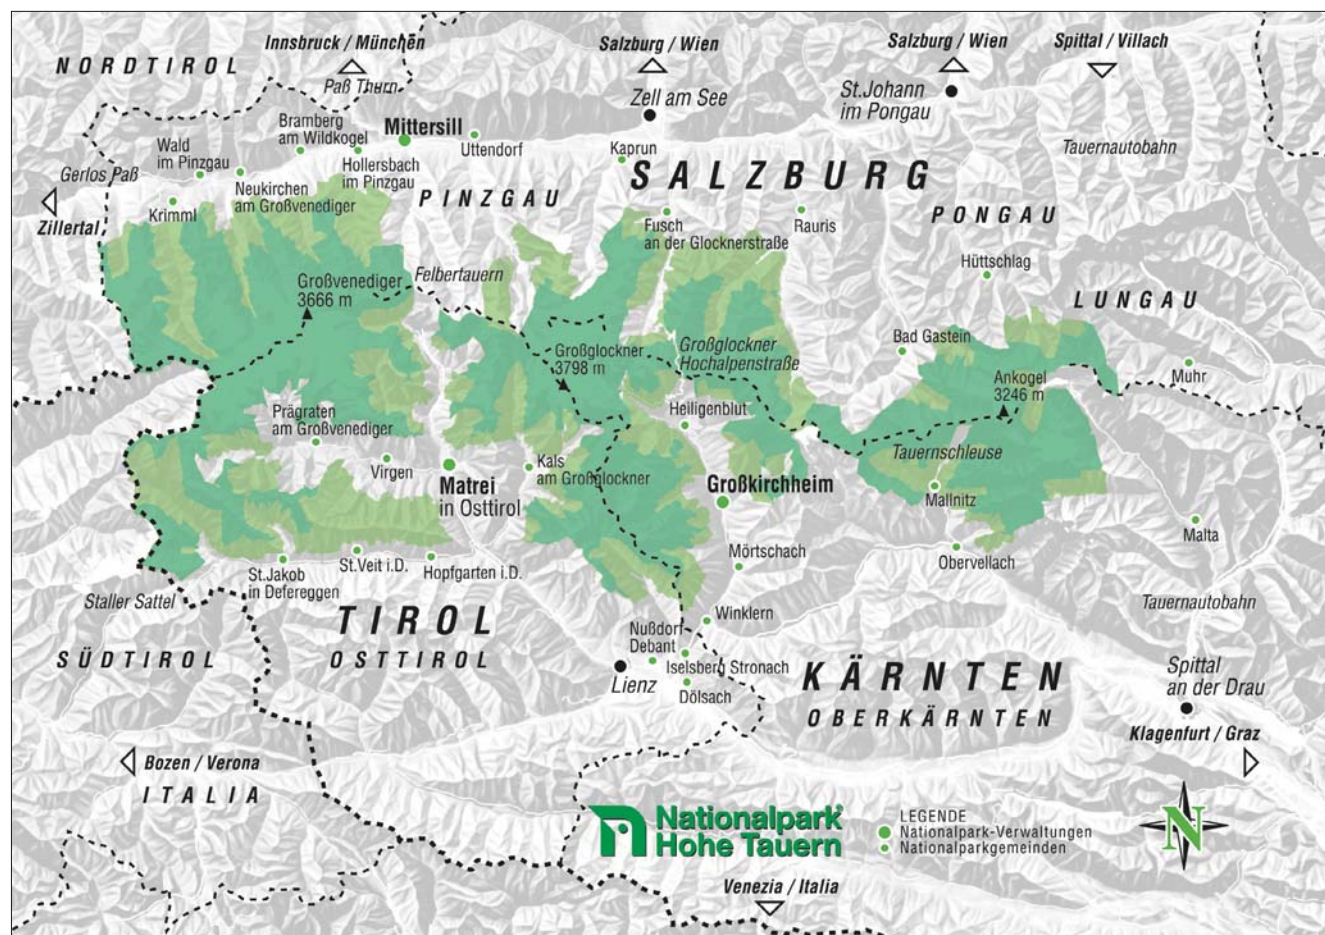 Innsbruck / München
Salzburg / Wien
Salzburg / Wien
Spittal / Villach
NORDTIROL
Paß Thurn
Zell am See
St.Johann
im Pongau
Bramberg
am Wildkogel
Mittersill
Uttendorf
Kaprun
Tauernautobahn
Wald
im Pinzgau
Hollersbach
im Pinzgau
Gerlos Paß
Neukirchen
am Großvenediger
PINZGAU
SALZBURG
Zillertal
Krimml
Fusch
an der Glocknerstraße
Rauris
PONGAU
Hüttschlag
Großvenediger
3666 m
Felbertauern
LUNGAU
Großglockner
3798 m
Großglockner
Hochalpenstraße
Bad Gastein
Ankogel
3246 m
Muhr
Prägraten
am Großvenediger
Heiligenblut
Tauernschleuse
Virgen
Kals
am Großglockner
Matrei
in Osttirol
Großkirchheim
Mallnitz
Malta
Mörtschach
Obervellach
St.Jakob
in Defereggen
St.Veit i.D.
Hopfgarten i.D.
Staller Sattel
Tauernautobahn
TIROL
OSTTIROL
Winklern
Nußdorf
Debant
Iselsberg Stronach
SÜDTIROL
Lienz
Dölsach
KÄRNTEN
OBERKÄRNTEN
Spittal
an der Drau
Klagenfurt / Graz
Bozen / Verona
ITALIA
Nationalpark®
Hohe Tauern
LEGENDE
Nationalpark-Verwaltungen
Nationalparkgemeinden
N
Venezia / Italia